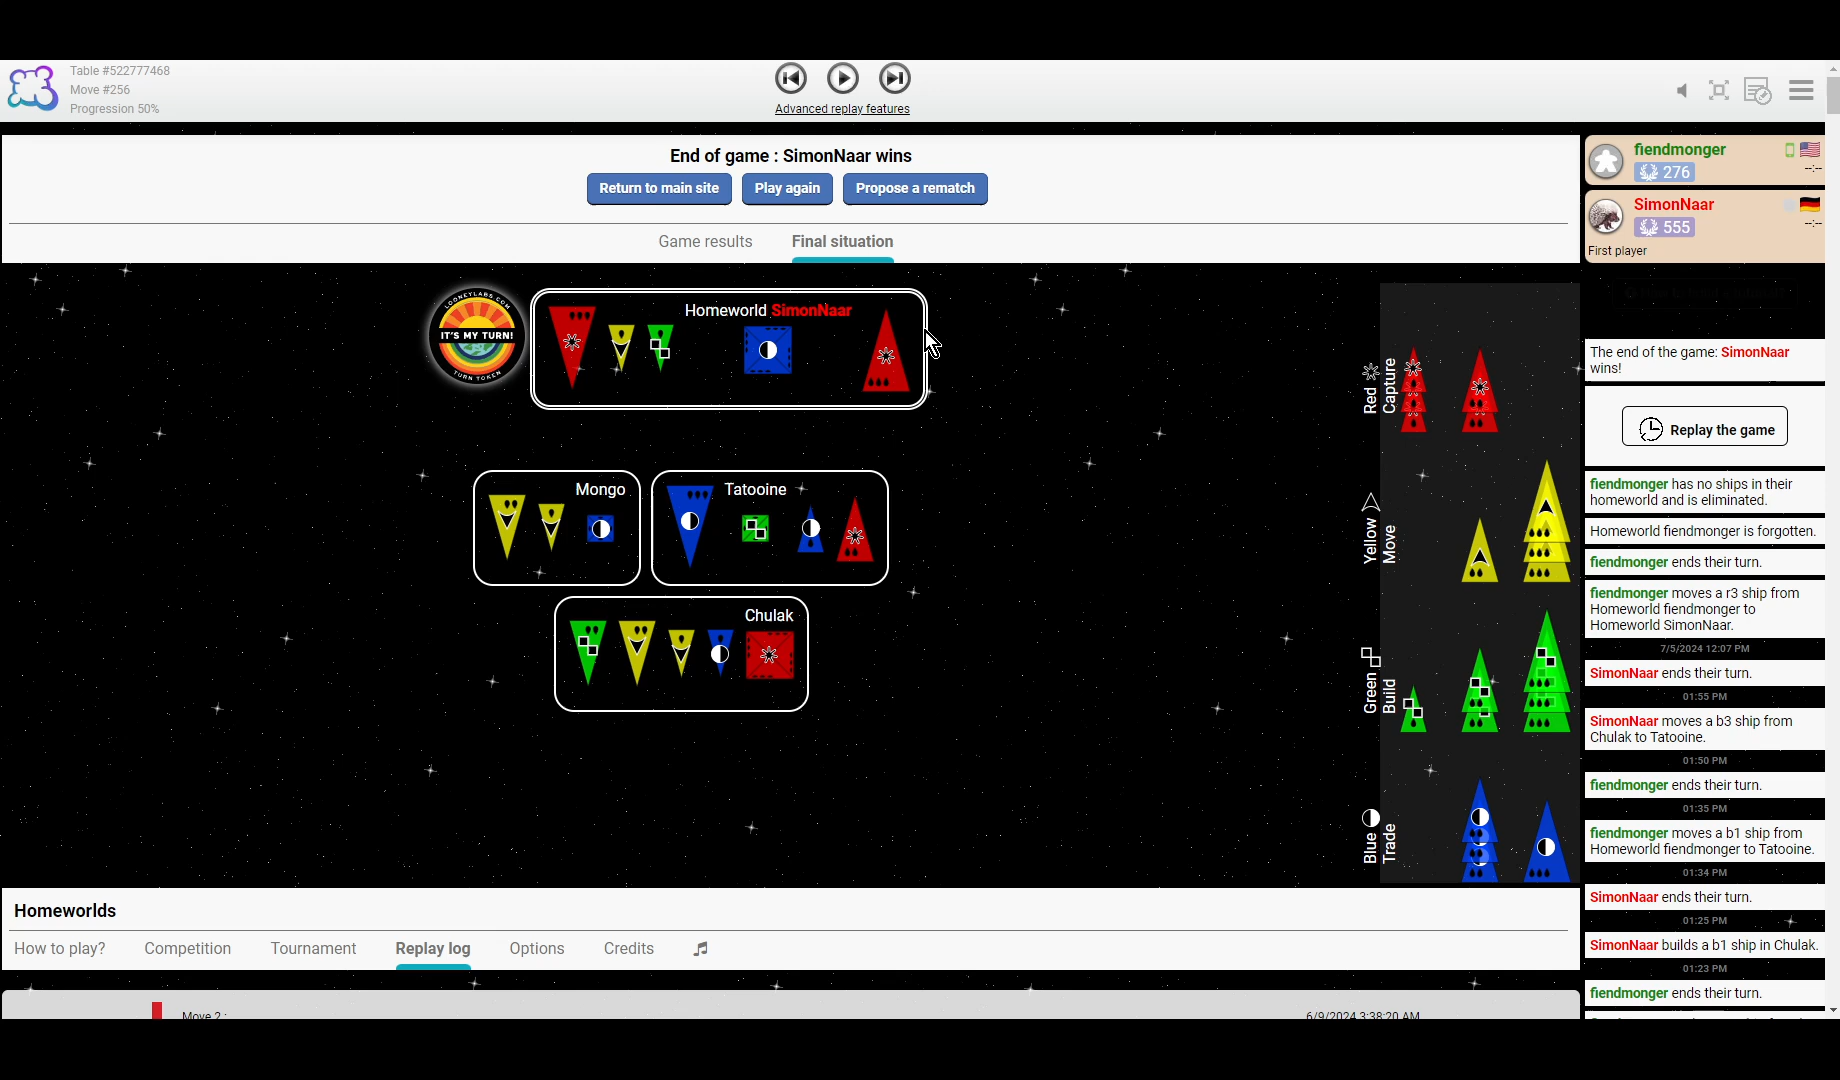 Table #522777468
Move #256
Progression 50%
Advanced replay features
End of game : SimonNaar wins
Return to main site
Play again
Propose a rematch
Game results
Final situation
LOONEYLABS.COM
IT'S MY TURN!
TURN TOKEN
Homeworld SimonNaar
Mongo
Tatooine
Chulak
Red
Capture
Yellow
Move
Green
Build
Blue
Trade
fiendmonger
276
--:--
SimonNaar
555
--:--
First player
The end of the game: SimonNaar
wins!
Replay the game
fiendmonger has no ships in their
homeworld and is eliminated.
Homeworld fiendmonger is forgotten.
fiendmonger ends their turn.
fiendmonger moves a r3 ship from
Homeworld fiendmonger to
Homeworld SimonNaar.
7/5/2024 12:07 PM
SimonNaar ends their turn.
01:55 PM
SimonNaar moves a b3 ship from
Chulak to Tatooine.
01:50 PM
fiendmonger ends their turn.
01:35 PM
fiendmonger moves a b1 ship from
Homeworld fiendmonger to Tatooine.
01:34 PM
SimonNaar ends their turn.
01:25 PM
SimonNaar builds a b1 ship in Chulak.
01:23 PM
fiendmonger ends their turn.
Homeworlds
How to play?
Competition
Tournament
Replay log
Options
Credits
Move 2 :
6/9/2024 3:38:20 AM